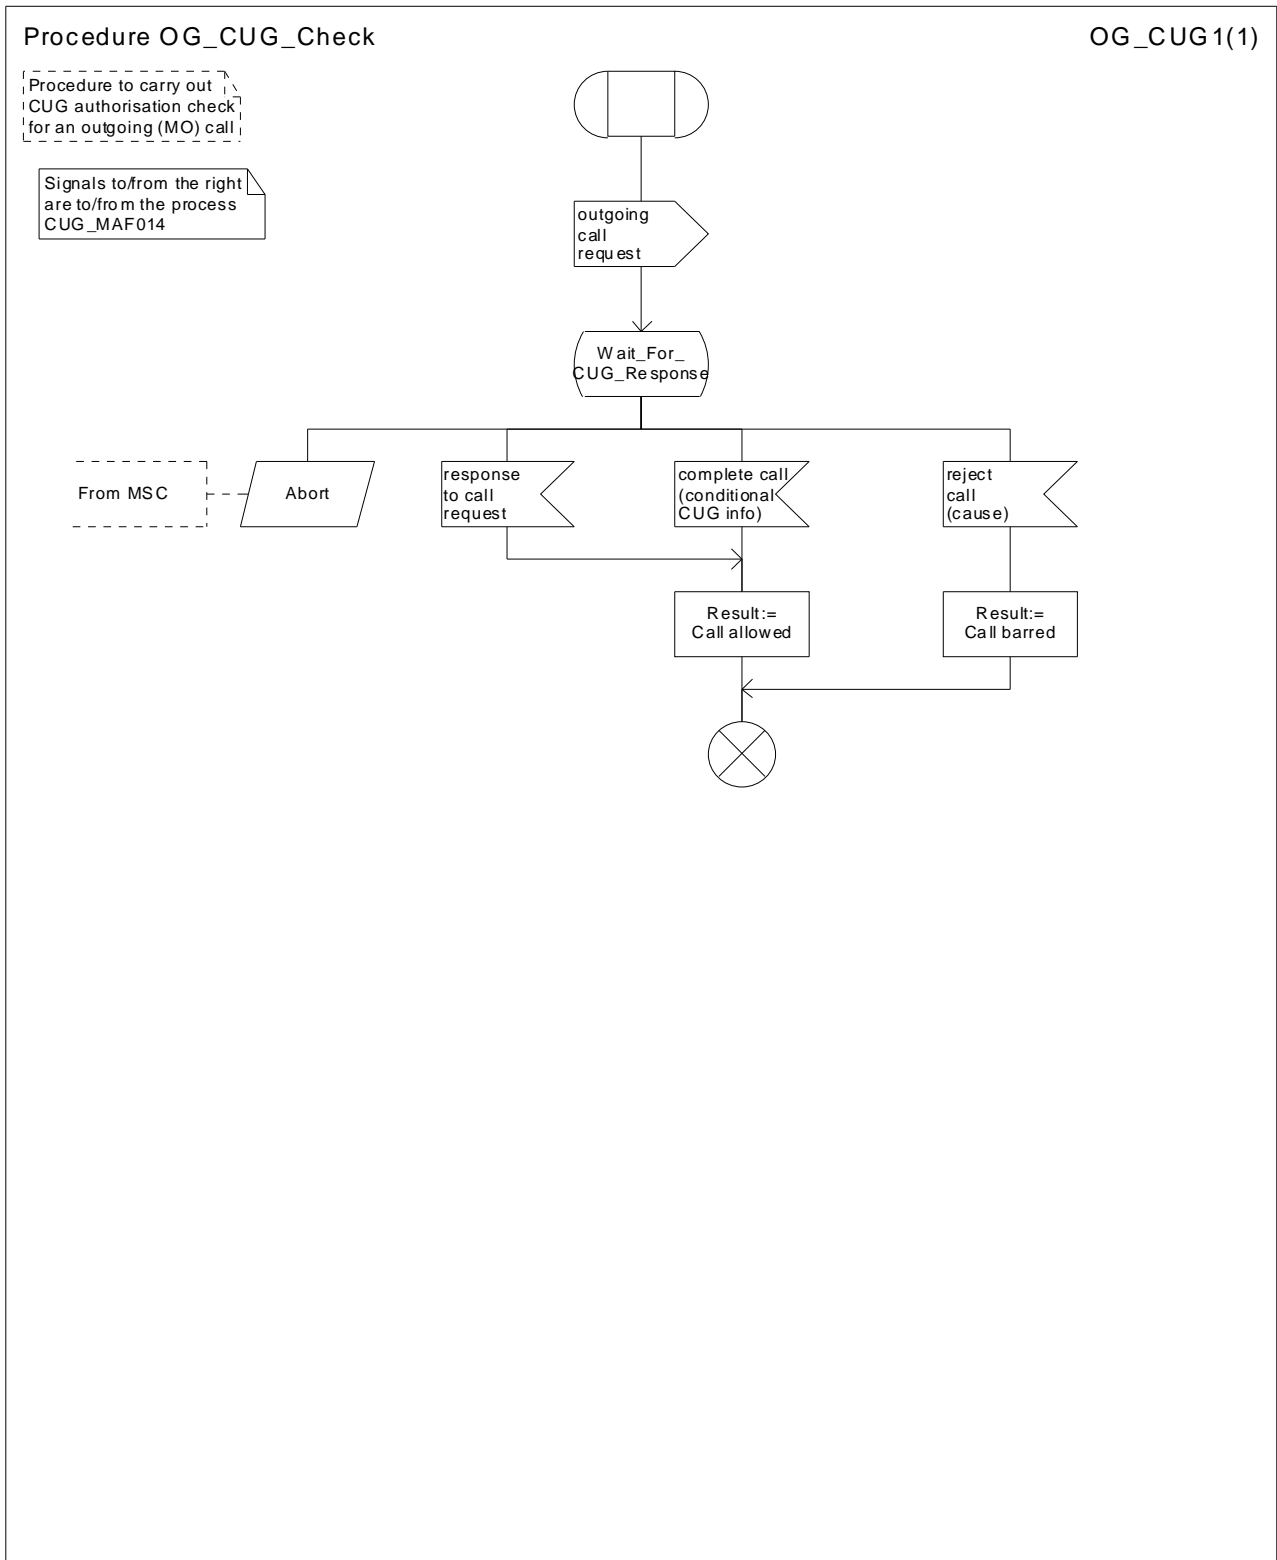 Procedure OG_CUG_Check
OG_CUG1(1)
Procedure to carry out
CUG authorisation check
for an outgoing (MO) call
Signals to/from the right
are to/from the process
CUG_MAF014
outgoing
call
request
Wait_For_
CUG_Response
From MSC
Abort
response
to call
request
complete call
(conditional
CUG info)
reject
call
(cause)
Result:=
Call allowed
Result:=
Call barred